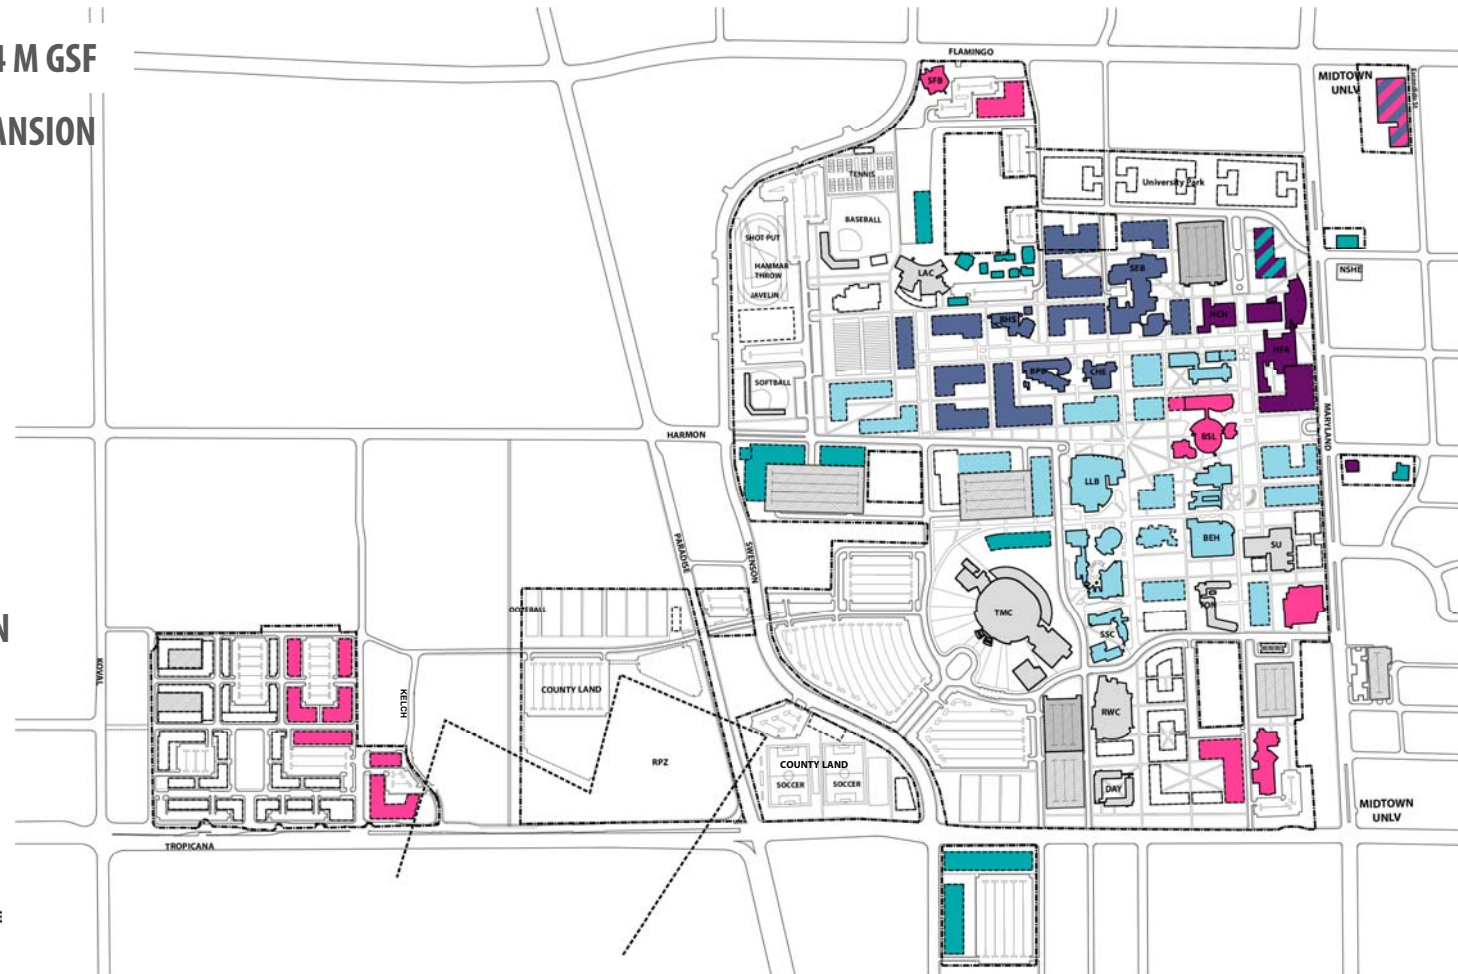 4 M GSF
ANSION
N
E
FLAMINGO
SFB
MIDTOWN
UNLV
TENNIS
University Park
BASEBALL
SHOT PUT
HAMMAR
THROW
JAVELIN
LAC
SEB
NSHE
BHS
HCH
HFA
BPB
CHE
SOFTBALL
BSL
HARMON
MARYLAND
LLB
PARADISE
SWENSON
BEH
SU
DOZEBALL
TMC
SSC
KOVAL
KELCH
COUNTY LAND
RWC
RPZ
COUNTY LAND
SOCCER
SOCCER
DAY
MIDTOWN
UNLV
TROPICANA